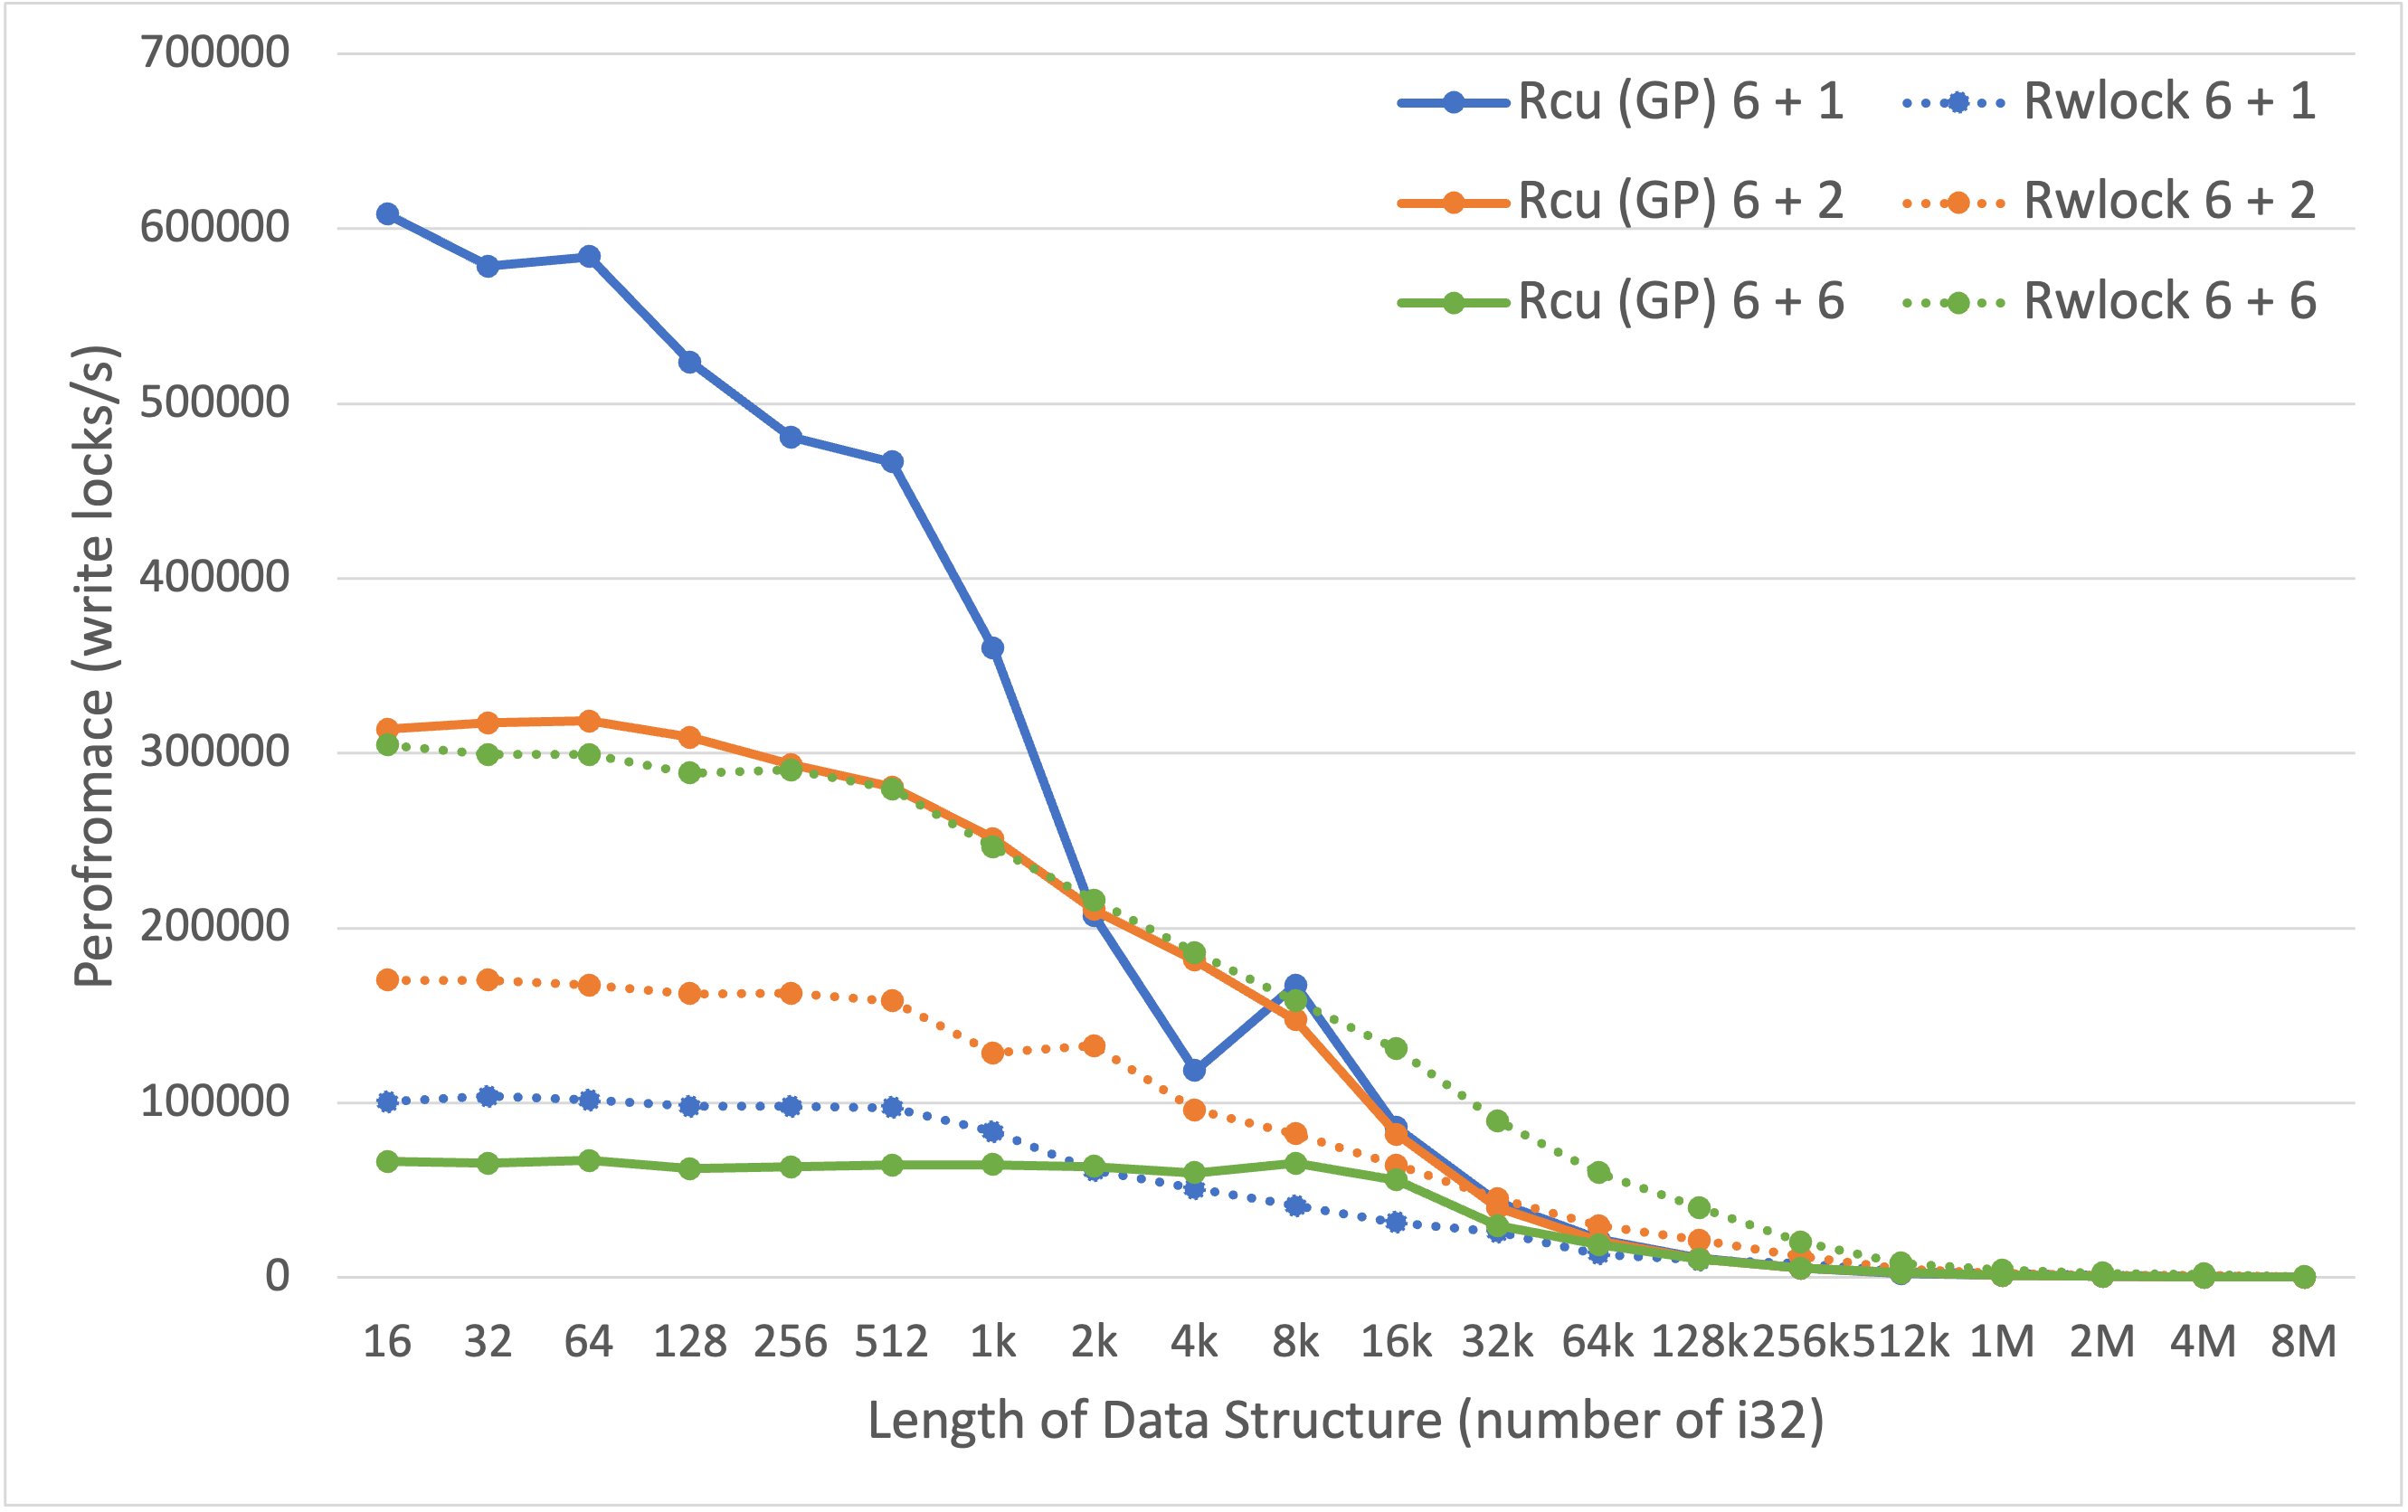 700000
600000
500000
400000
300000
200000
100000
0
Perofromace (write locks/s)
Rcu (GP) 6 + 1 Rwlock 6 + 1
Rcu (GP) 6 + 2 Rwlock 6 + 2
Rcu (GP) 6 + 6 Rwlock 6 + 6
16 32 64 128 256 512 1k 2k 4k 8k 16k 32k 64k 128k 256k 512k 1M 2M 4M 8M
Length of Data Structure (number of i32)